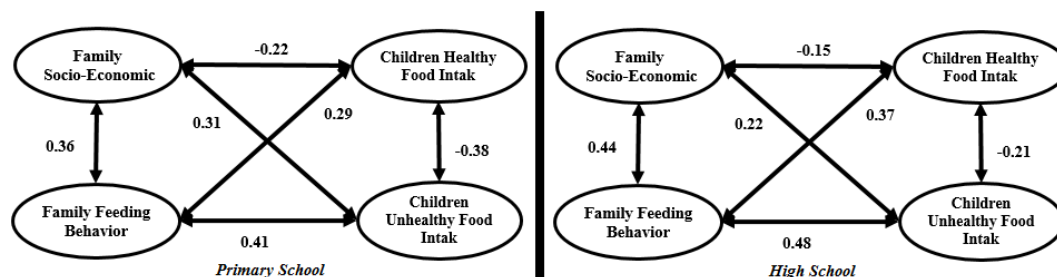 Family
Socio-Economic
-0.22
Children Healthy
Food Intak
0.36
0.31
0.29
-0.38
Family Feeding
Behavior
0.41
Children
Unhealthy Food
Intak
Primary School
Family
Socio-Economic
-0.15
Children Healthy
Food Intak
0.44
0.22
0.37
-0.21
Family Feeding
Behavior
0.48
Children
Unhealthy Food
Intak
High School